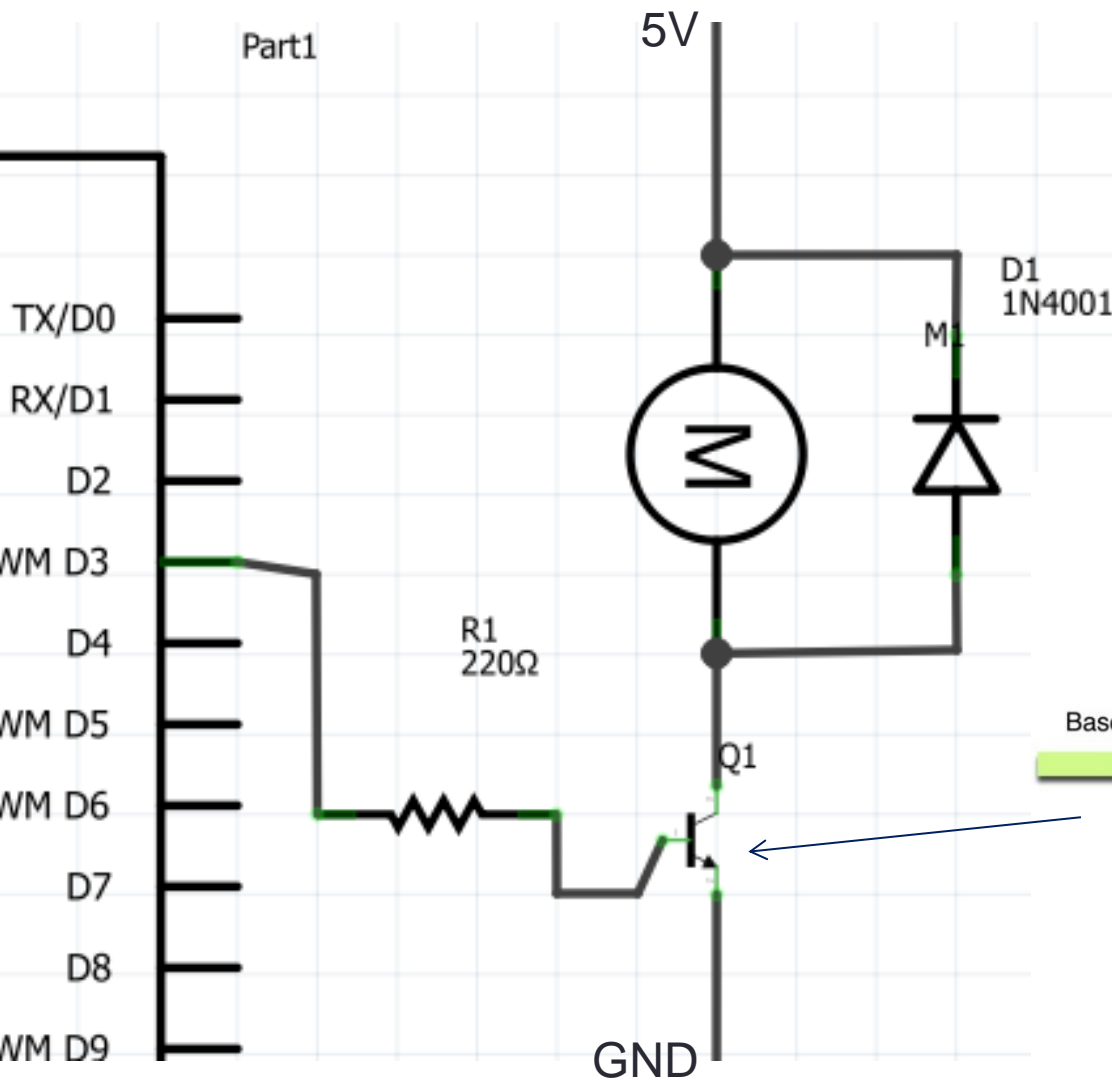 5V
Part1
D1
1N4001
M1
TX/D0
RX/D1
D2
WM D3
D4
WM D5
WM D6
D7
D8
WM D9
M
R1
220Ω
Q1
Base
GND